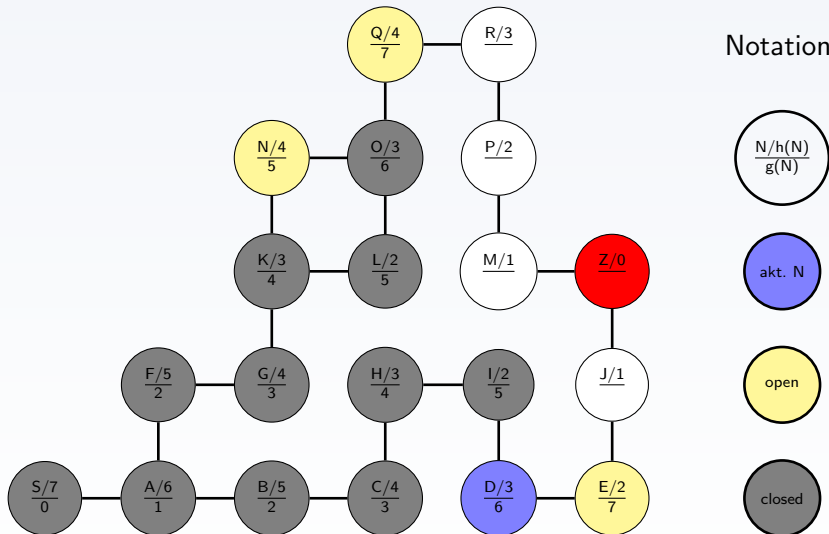 Q/4
7
R/3
Notation
N/4
5
O/3
6
P/2
N/h(N)
g(N)
K/3
4
L/2
5
M/1
Z/0
akt. N
F/5
2
G/4
3
H/3
4
I/2
5
J/1
open
S/7
0
A/6
1
B/5
2
C/4
3
D/3
6
E/2
7
closed